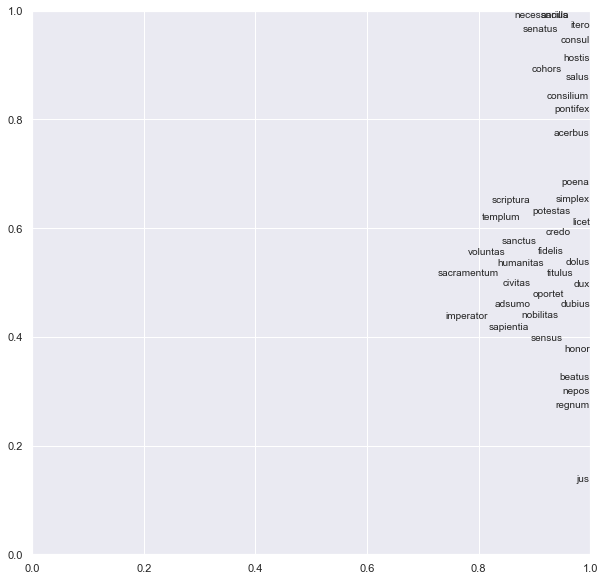 1.0
ancilla
itero
senatus
consul
hostis
cohors
salus
consilium
pontifex
0.8
acerbus
poena
scriptura
simplex
potestas
templum
licet
0.6
credo
sanctus
voluntas
fidelis
humanitas
dolus
sacramentum
titulus
civitas
dux
oportet
adsumo
dubius
imperator
nobilitas
sapientia
sensus
0.4
honor
beatus
nepos
regnum
0.2
jus
0.0
0.0 0.2 0.4 0.6 0.8 1.0